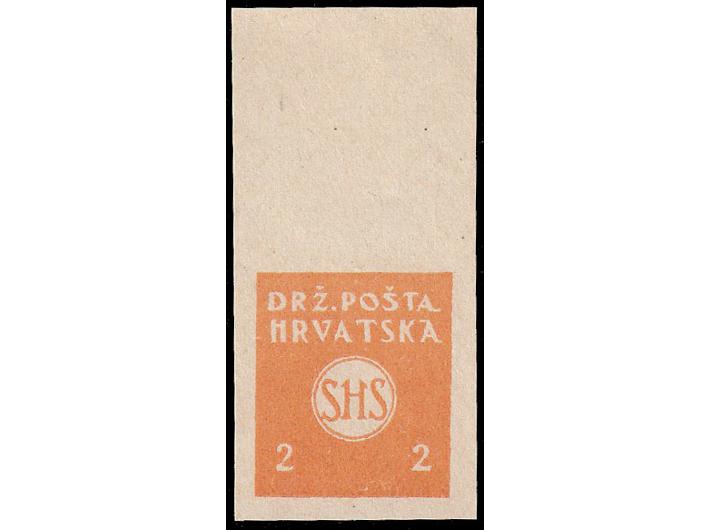 DRŽ. POŠTA
HRVATSKA
SHS
2 2